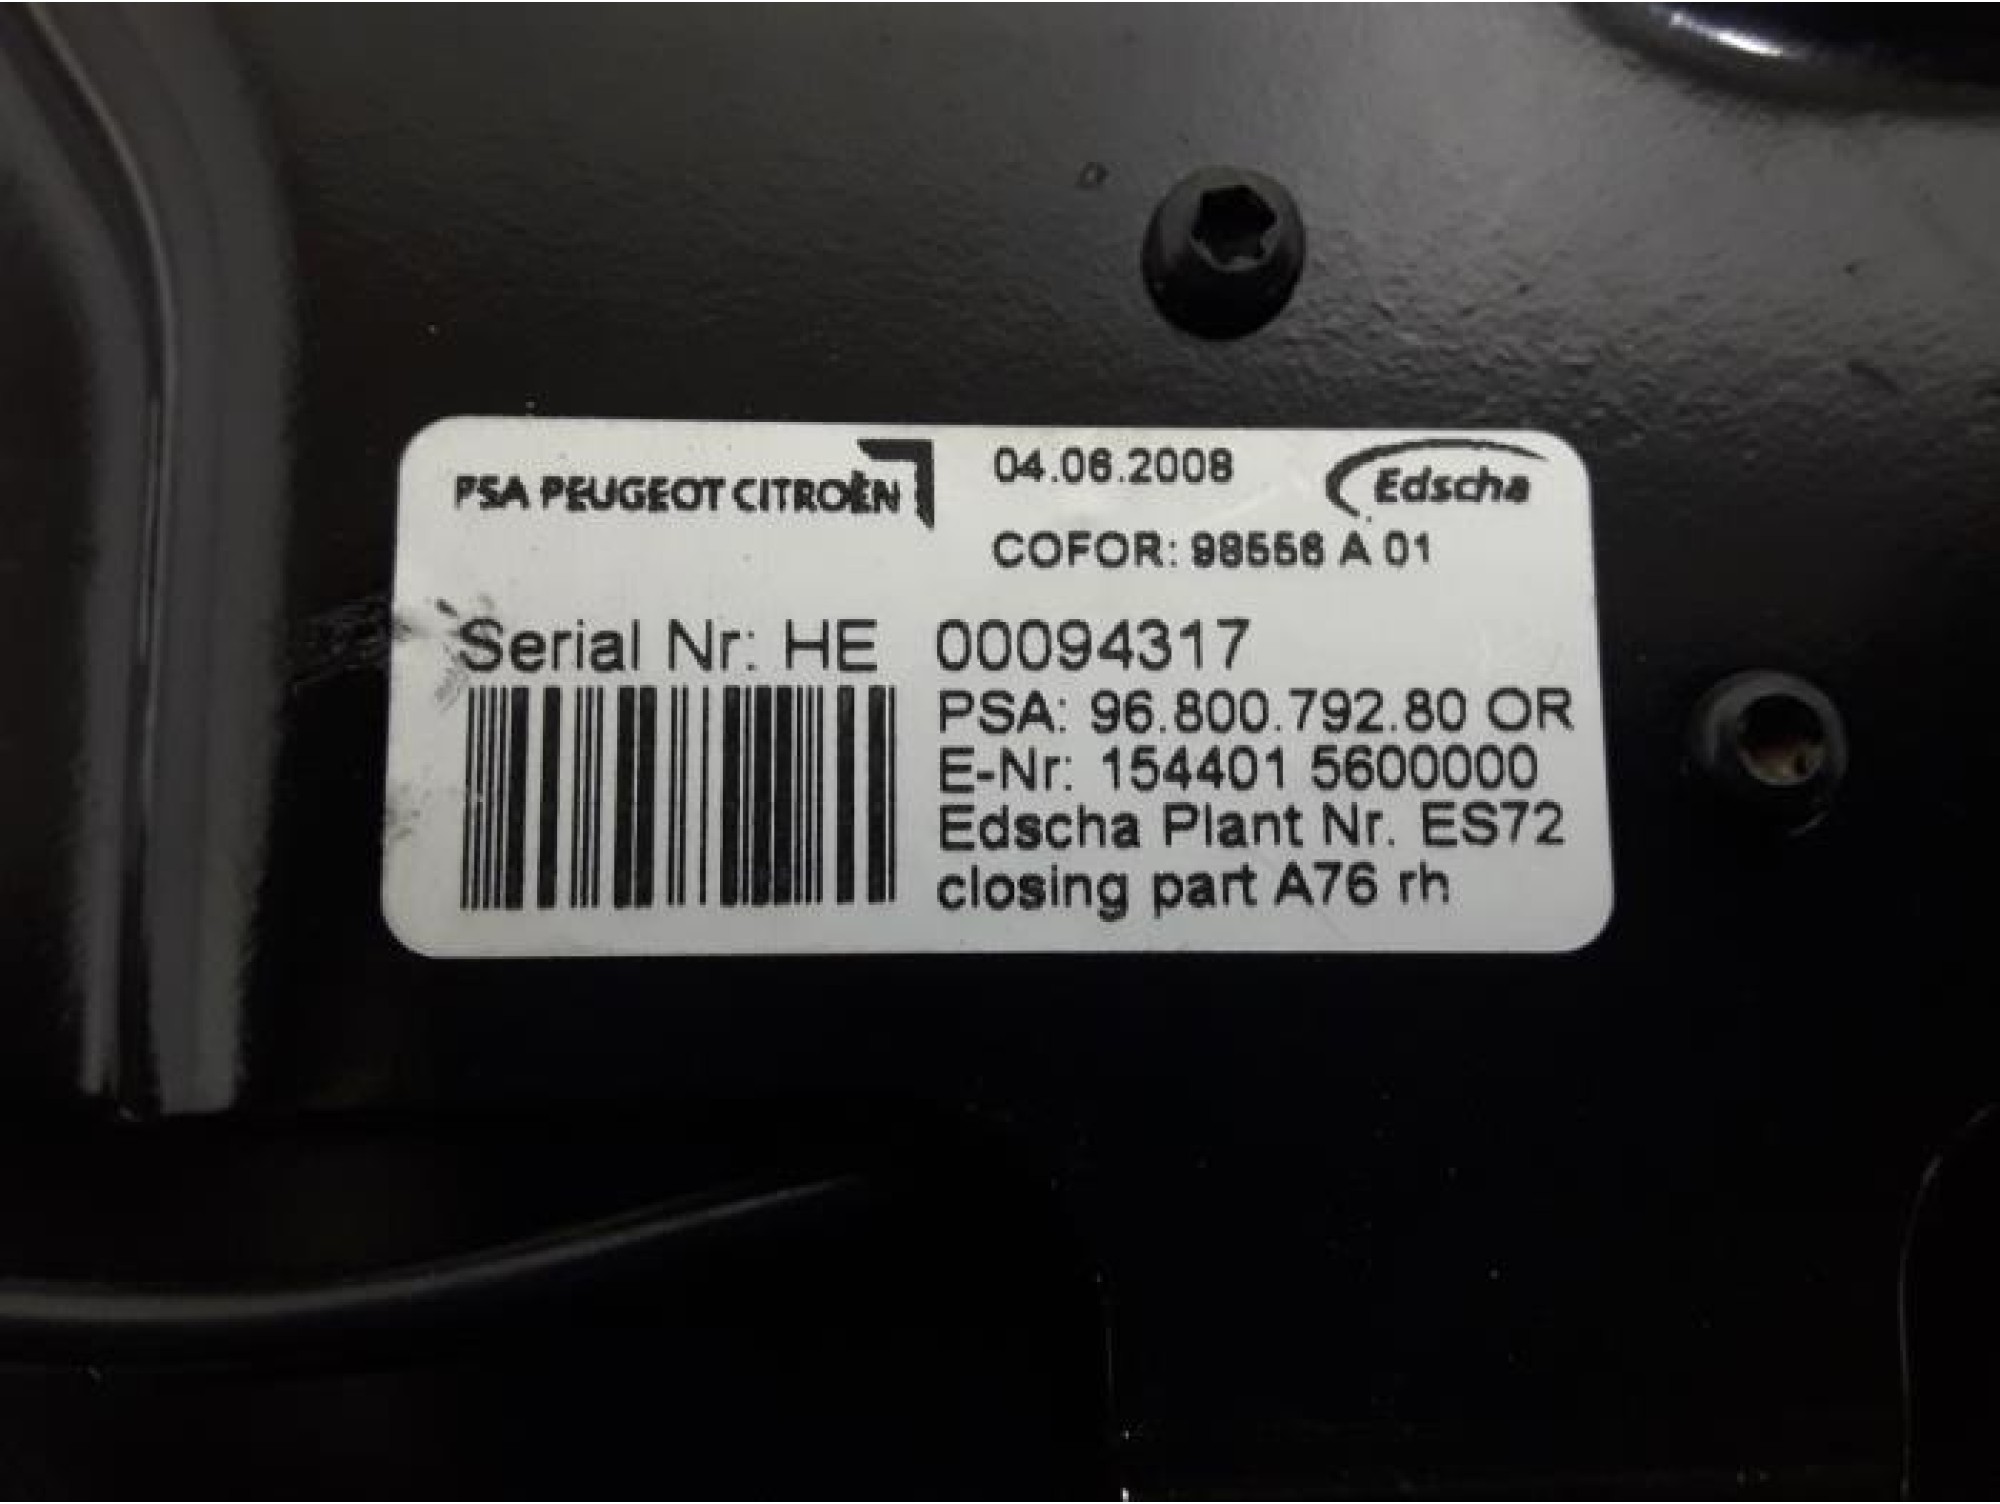 PSA PEUGEOT CITROËN
04.06.2008
Edscha
COFOR: 98556 A 01
Serial Nr: HE 00094317
PSA: 96.800.792.80 OR
E-Nr: 154401 5600000
Edscha Plant Nr. ES72
closing part A76 rh